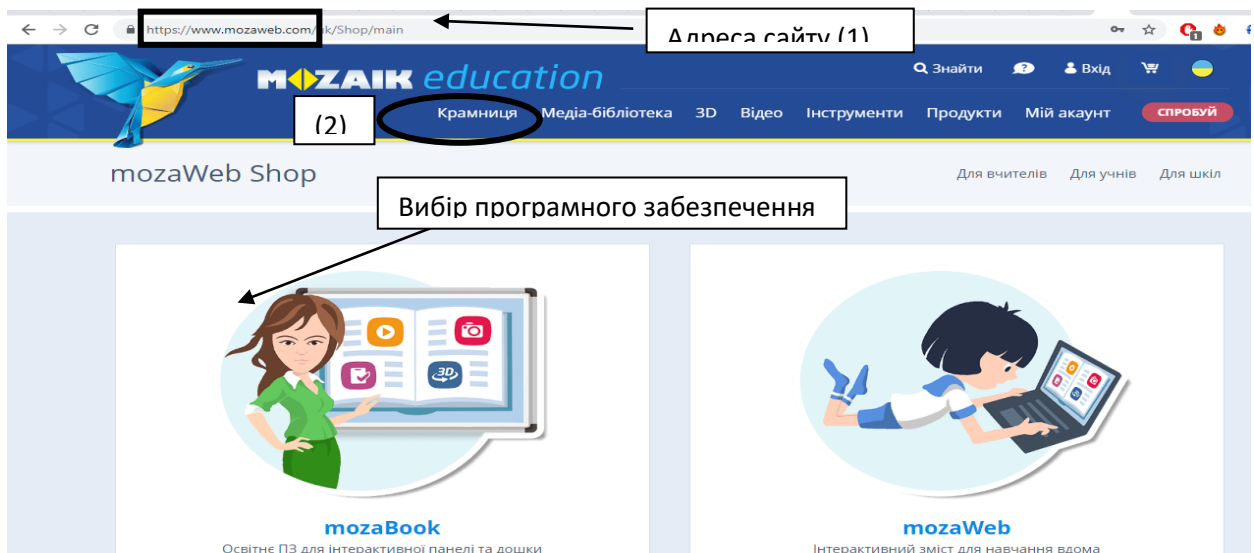 https://www.mozaweb.com/uk/Shop/main
Адреса сайту (1)
1
MOZAIK education
Знайти
Вхід
(2)
Крамниця Медіа-бібліотека 3D Відео Інструменти Продукти Мій акаунт СПРОБУЙ
mozaWeb Shop
Для вчителів Для учнів Для шкіл
Вибір програмного забезпечення
3D
mozaBook
Освітнє ПЗ для інтерактивної панелі та дошки
mozaWeb
Інтерактивний зміст для навчання вдома